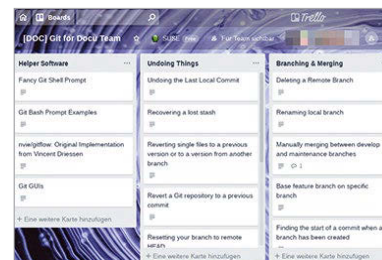 Boards
Trello
[DOC] Git for Docu Team
SUSE Free
Für Team sichtbar
Helper Software
Fancy Git Shell Prompt
Git Bash Prompt Examples
nvie/gitflow: Original Implementation
from Vincent Driessen
Git GUIs
+ Eine weitere Karte hinzufügen
Undoing Things
Undoing the Last Local Commit
Recovering a lost stash
Reverting single files to a previous
version or to a version from another
branch
Revert a Git repository to a previous
commit
Resetting your branch to remote
HEAD
+ Eine weitere Karte hinzufügen
Branching & Merging
Deleting a Remote Branch
Renaming local branch
Manually merging between develop
and maintenance branches
1
Base feature branch on specific
branch
Finding the start of a commit when a
branch has been created
+ Eine weitere Karte hinzufügen